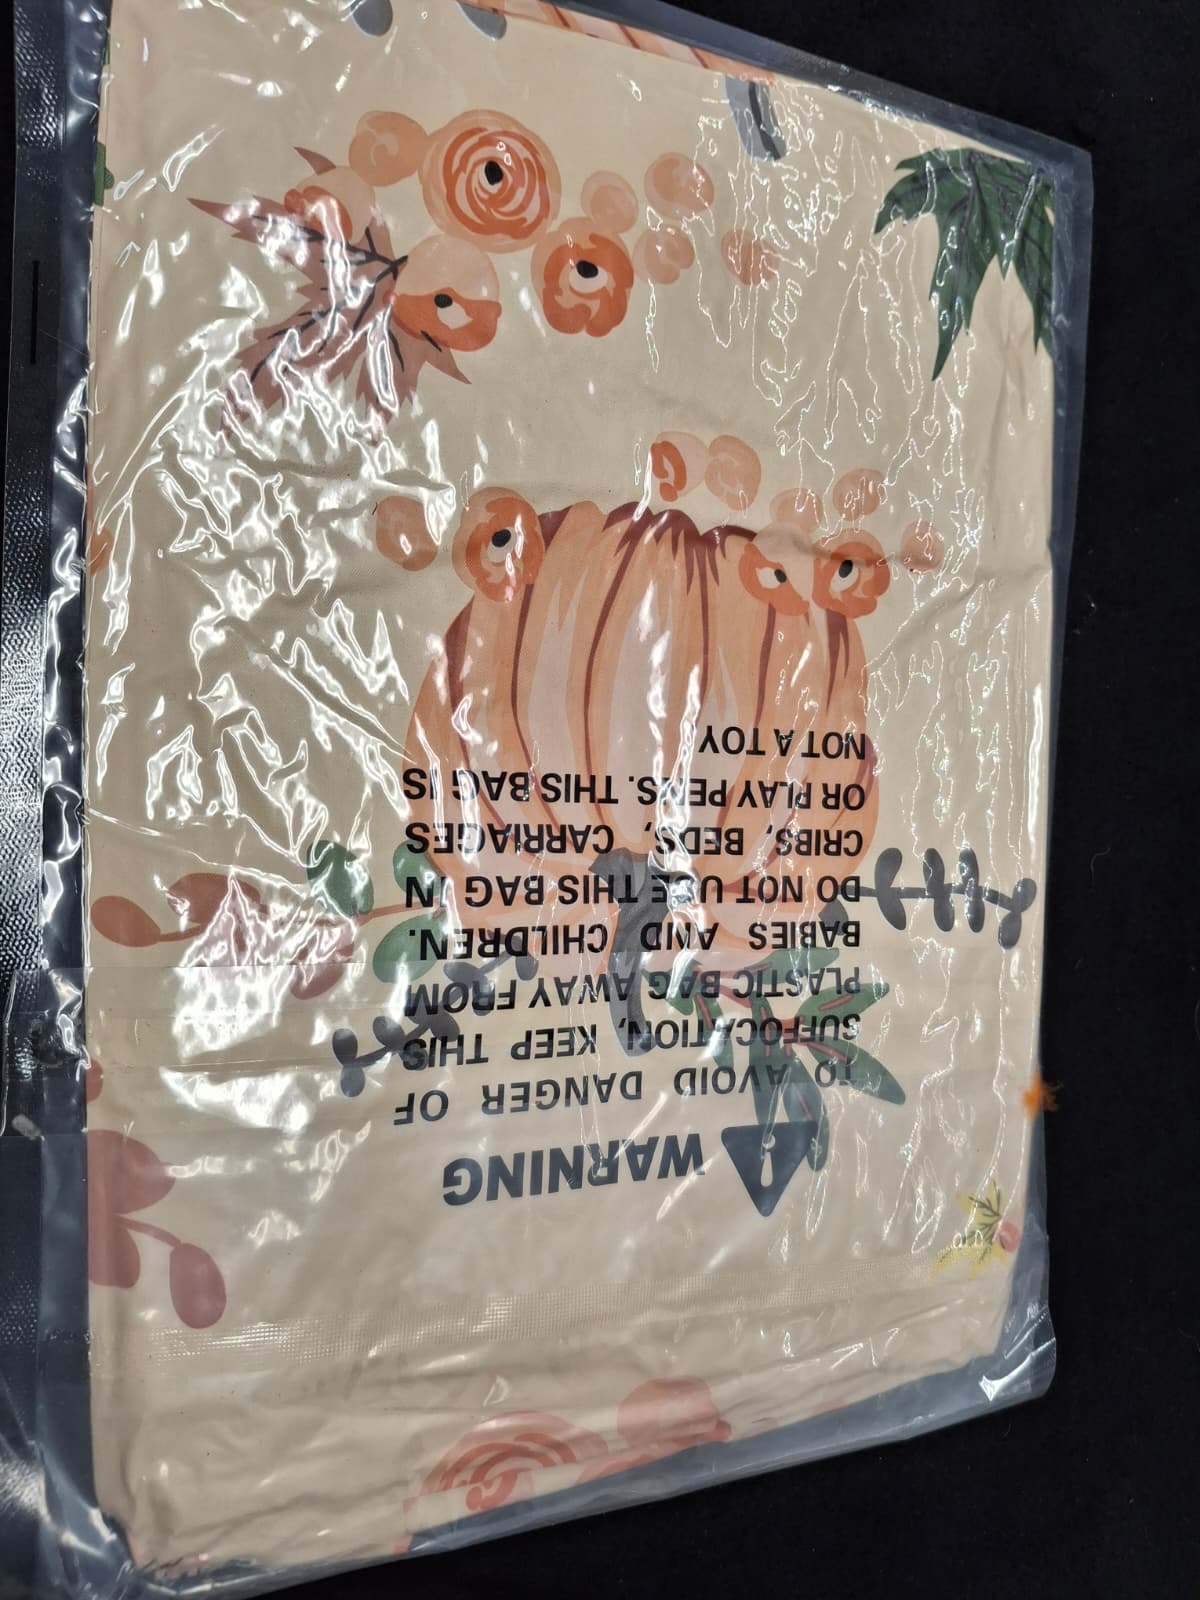 WARNING
TO AVOID DANGER OF
SUFFOCATION, KEEP THIS
PLASTIC BAG AWAY FROM
BABIES AND CHILDREN.
DO NOT USE THIS BAG IN
CRIBS, BEDS, CARRIAGES
OR PLAY PENS. THIS BAG IS
NOT A TOY